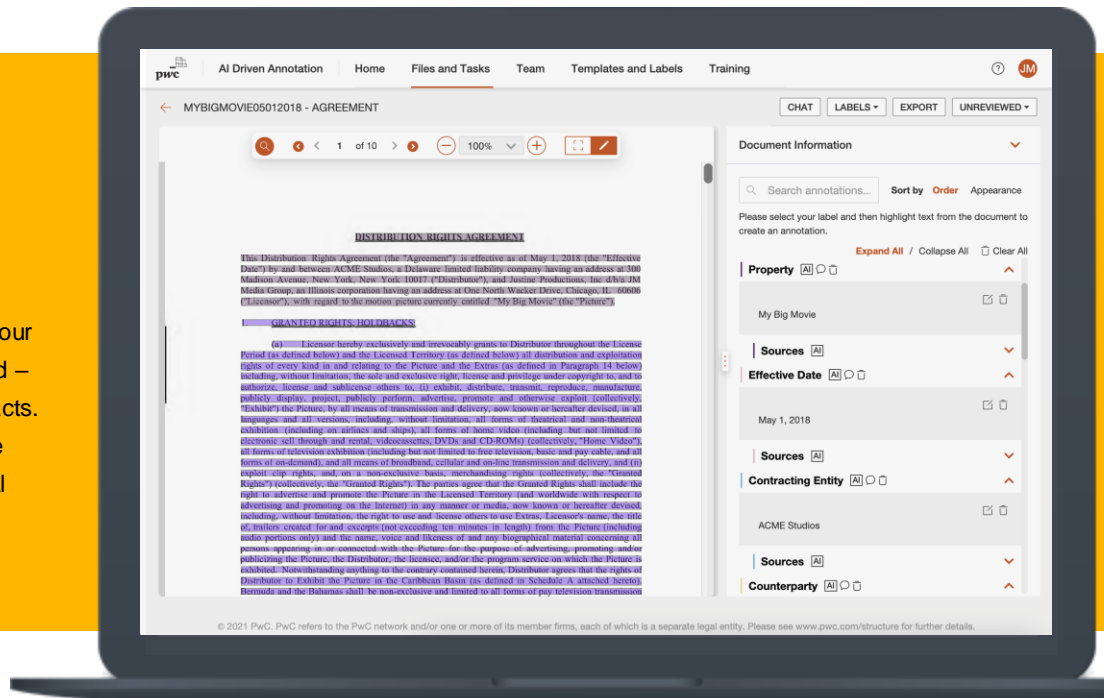 our
d –
cts.
e
l
pwc
AI Driven Annotation Home Files and Tasks Team Templates and Labels Training
? JM
← MYBIGMOVIE05012018 - AGREEMENT
CHAT LABELS EXPORT UNREVIEWED
1 of 10 100%
DISTRIBUTION RIGHTS AGREEMENT
This Distribution Rights Agreement (the "Agreement") is effective as of May 1, 2018 (the "Effective
Date") by and between ACME Studios, a Delaware limited liability company having an address at 300
Madison Avenue, New York, New York 10017 ("Distributor"), and Justine Productions, Inc d/b/a JM
Media Group, an Illinois corporation having an address at One North Wacker Drive, Chicago, IL 60606
("Licensor"), with regard to the motion picture currently entitled "My Big Movie" (the "Picture").
1. GRANTED RIGHTS; HOLDBACKS.
(a) Licensor hereby exclusively and irrevocably grants to Distributor throughout the License
Period (as defined below) and the Licensed Territory (as defined below) all distribution and exploitation
rights of every kind in and relating to the Picture and the Extras (as defined in Paragraph 14 below)
including, without limitation, the sole and exclusive right, license and privilege under copyright to, and to
authorize, license and sublicense others to, (i) exhibit, distribute, transmit, reproduce, manufacture,
publicly display, project, publicly perform, advertise, promote and otherwise exploit (collectively,
"Exhibit") the Picture, by all means of transmission and delivery, now known or hereafter devised, in all
languages and all versions, including, without limitation, all forms of theatrical and non-theatrical
exhibition (including on airlines and ships), all forms of home video (including but not limited to
electronic sell through and rental, videocassettes, DVDs and CD-ROMs) (collectively, "Home Video"),
all forms of television exhibition (including but not limited to free television, basic and pay cable, and all
forms of on-demand), and all means of broadband, cellular and on-line transmission and delivery, and (ii)
exploit clip rights, and, on a non-exclusive basis, merchandising rights (collectively, the "Granted
Rights") (collectively, the "Granted Rights"). The parties agree that the Granted Rights shall include the
right to advertise and promote the Picture in the Licensed Territory (and worldwide with respect to
advertising and promoting on the Internet) in any manner or media, now known or hereafter devised,
including, without limitation, the right to use and license others to use Extras, Licensor's name, the title
of, trailers created for and excerpts (not exceeding ten minutes in length) from the Picture (including
audio portions only) and the name, voice and likeness of and any biographical material concerning all
persons appearing in or connected with the Picture for the purpose of advertising, promoting and/or
publicizing the Picture, the Distributor, the licensee, and/or the program service on which the Picture is
exhibited. Notwithstanding anything to the contrary contained herein, Distributor agrees that the rights of
Distributor to Exhibit the Picture in the Caribbean Basin (as defined in Schedule A attached hereto),
Bermuda and the Bahamas shall be non-exclusive and limited to all forms of pay television transmission
Document Information
Search annotations... Sort by Order Appearance
Please select your label and then highlight text from the document to
create an annotation.
Expand All / Collapse All Clear All
Property AI
My Big Movie
Sources AI
Effective Date AI
May 1, 2018
Sources AI
Contracting Entity AI
ACME Studios
Sources AI
Counterparty AI
© 2021 PwC. PwC refers to the PwC network and/or one or more of its member firms, each of which is a separate legal entity. Please see www.pwc.com/structure for further details.